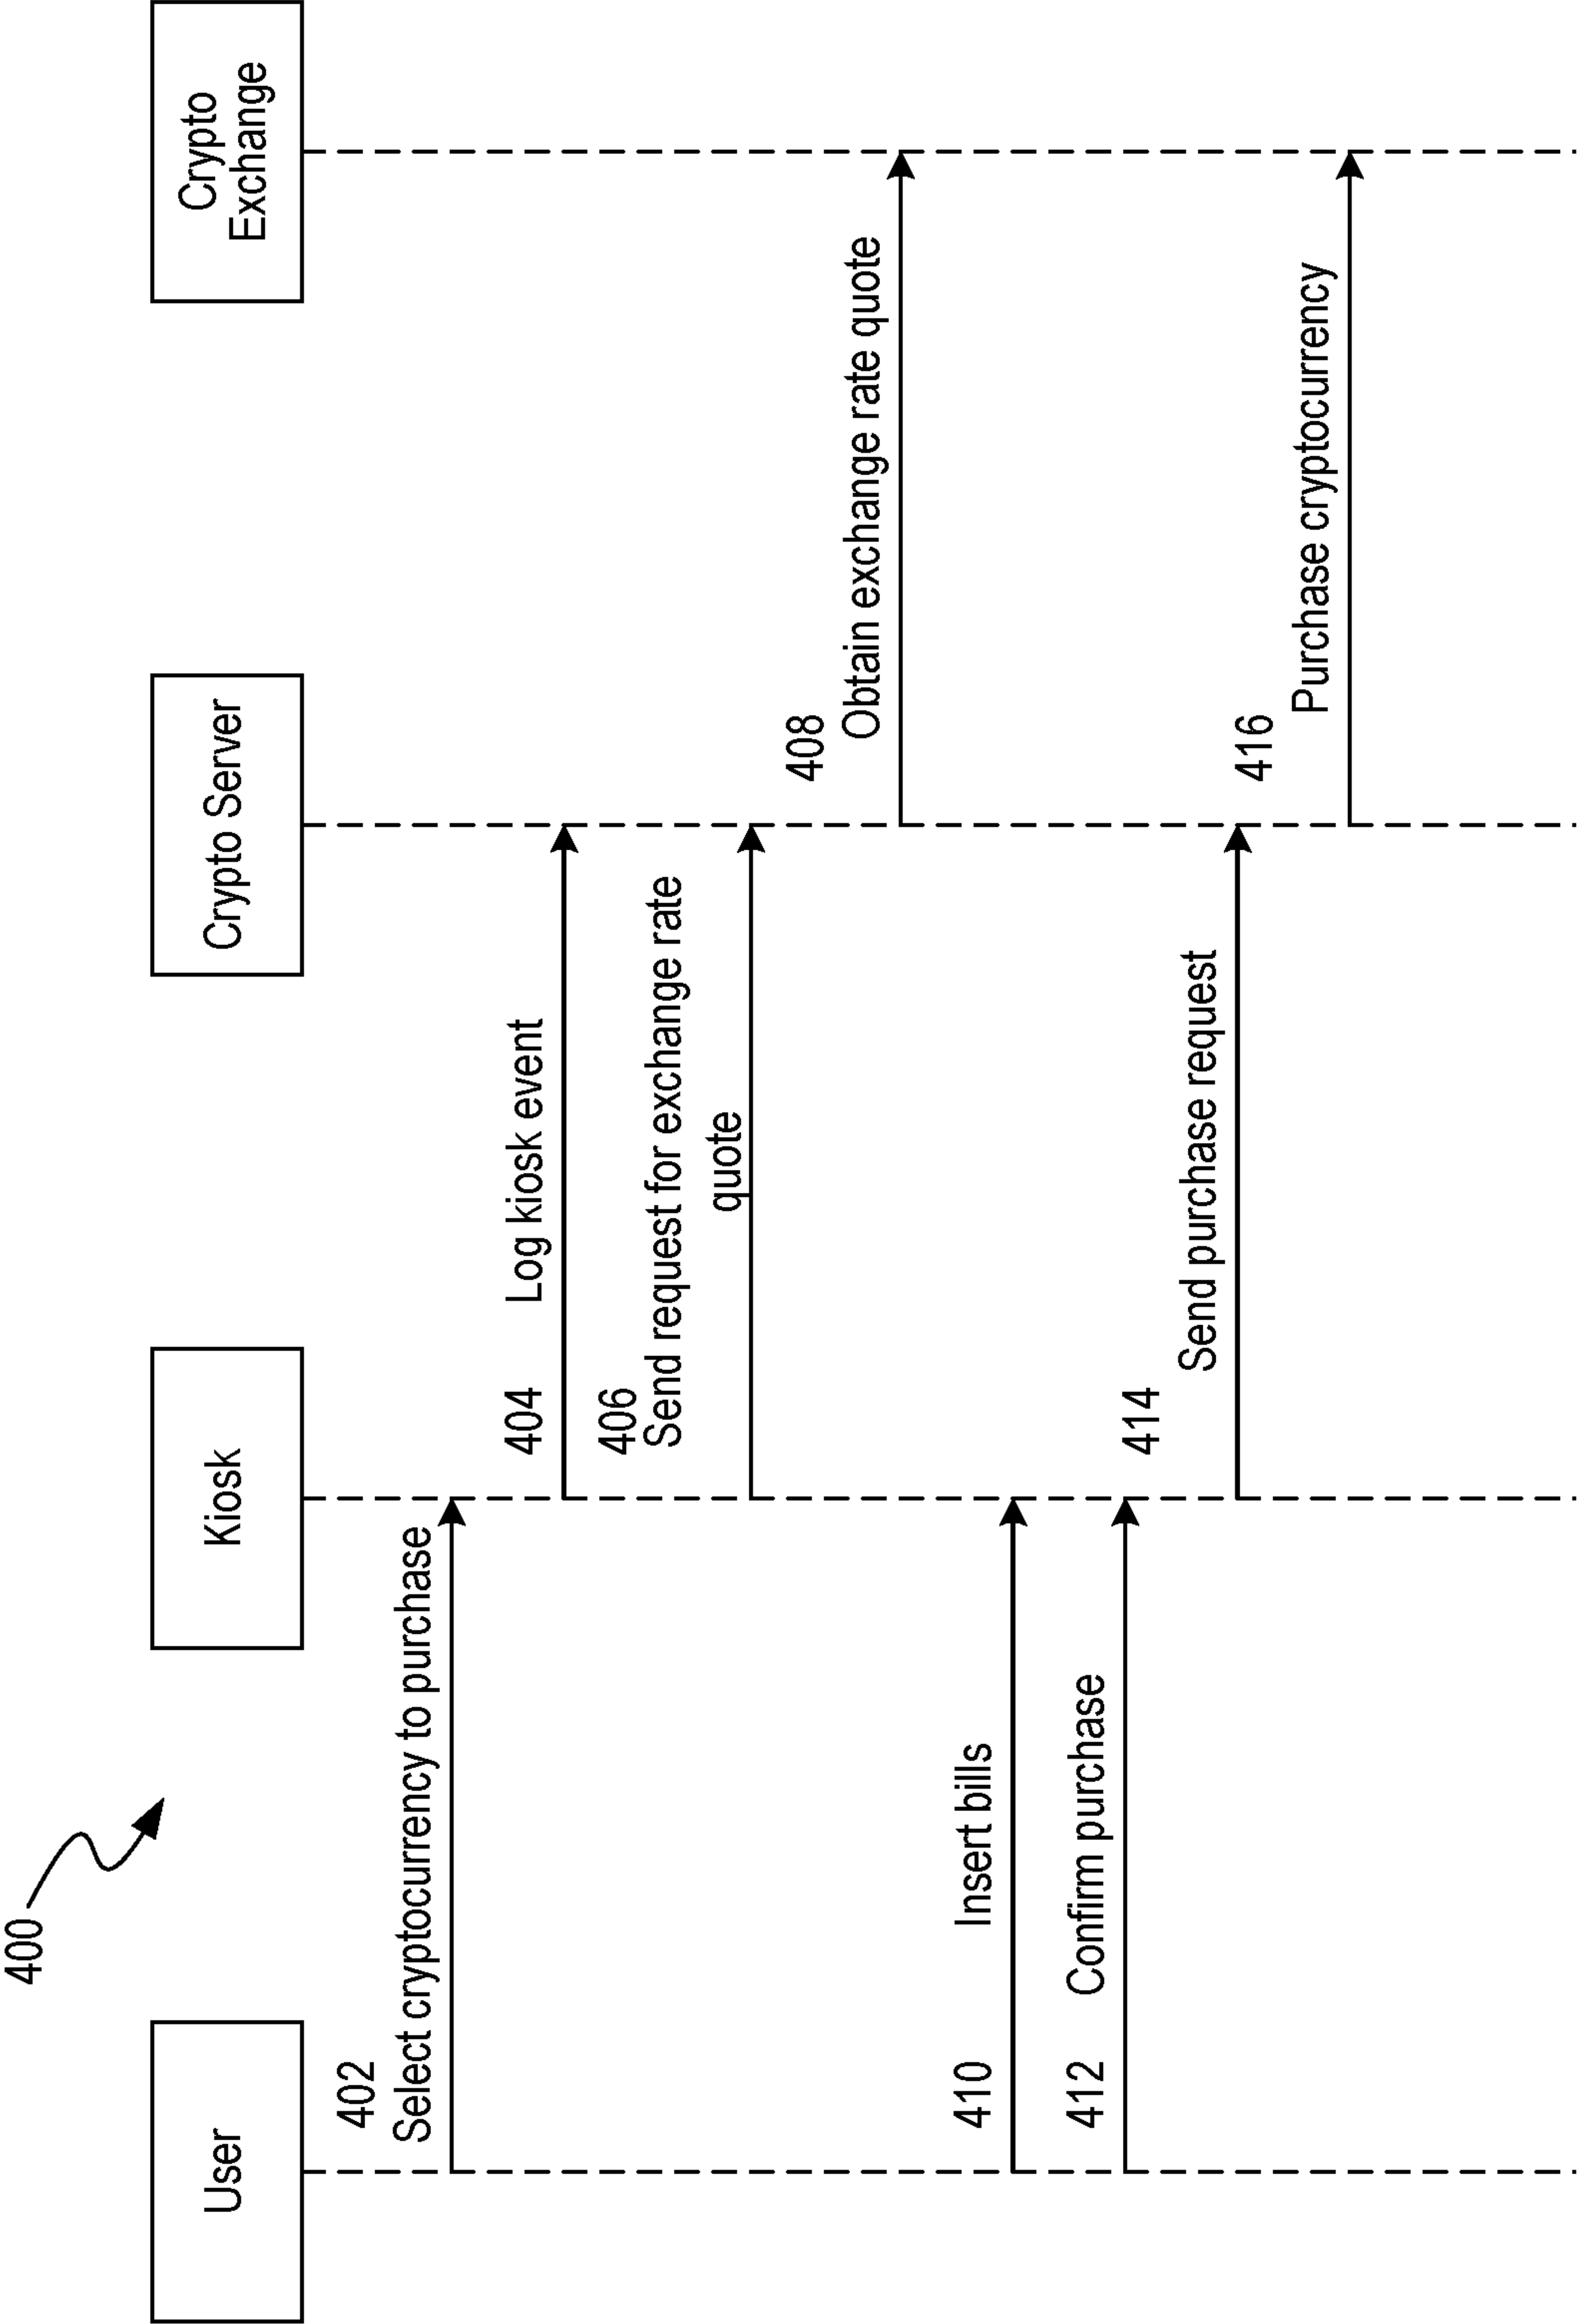 400
User
Kiosk
Crypto Server
Crypto
Exchange
402
Select cryptocurrency to purchase
404
Log kiosk event
406
Send request for exchange rate
quote
408
Obtain exchange rate quote
410
Insert bills
412
Confirm purchase
414
Send purchase request
416
Purchase cryptocurrency